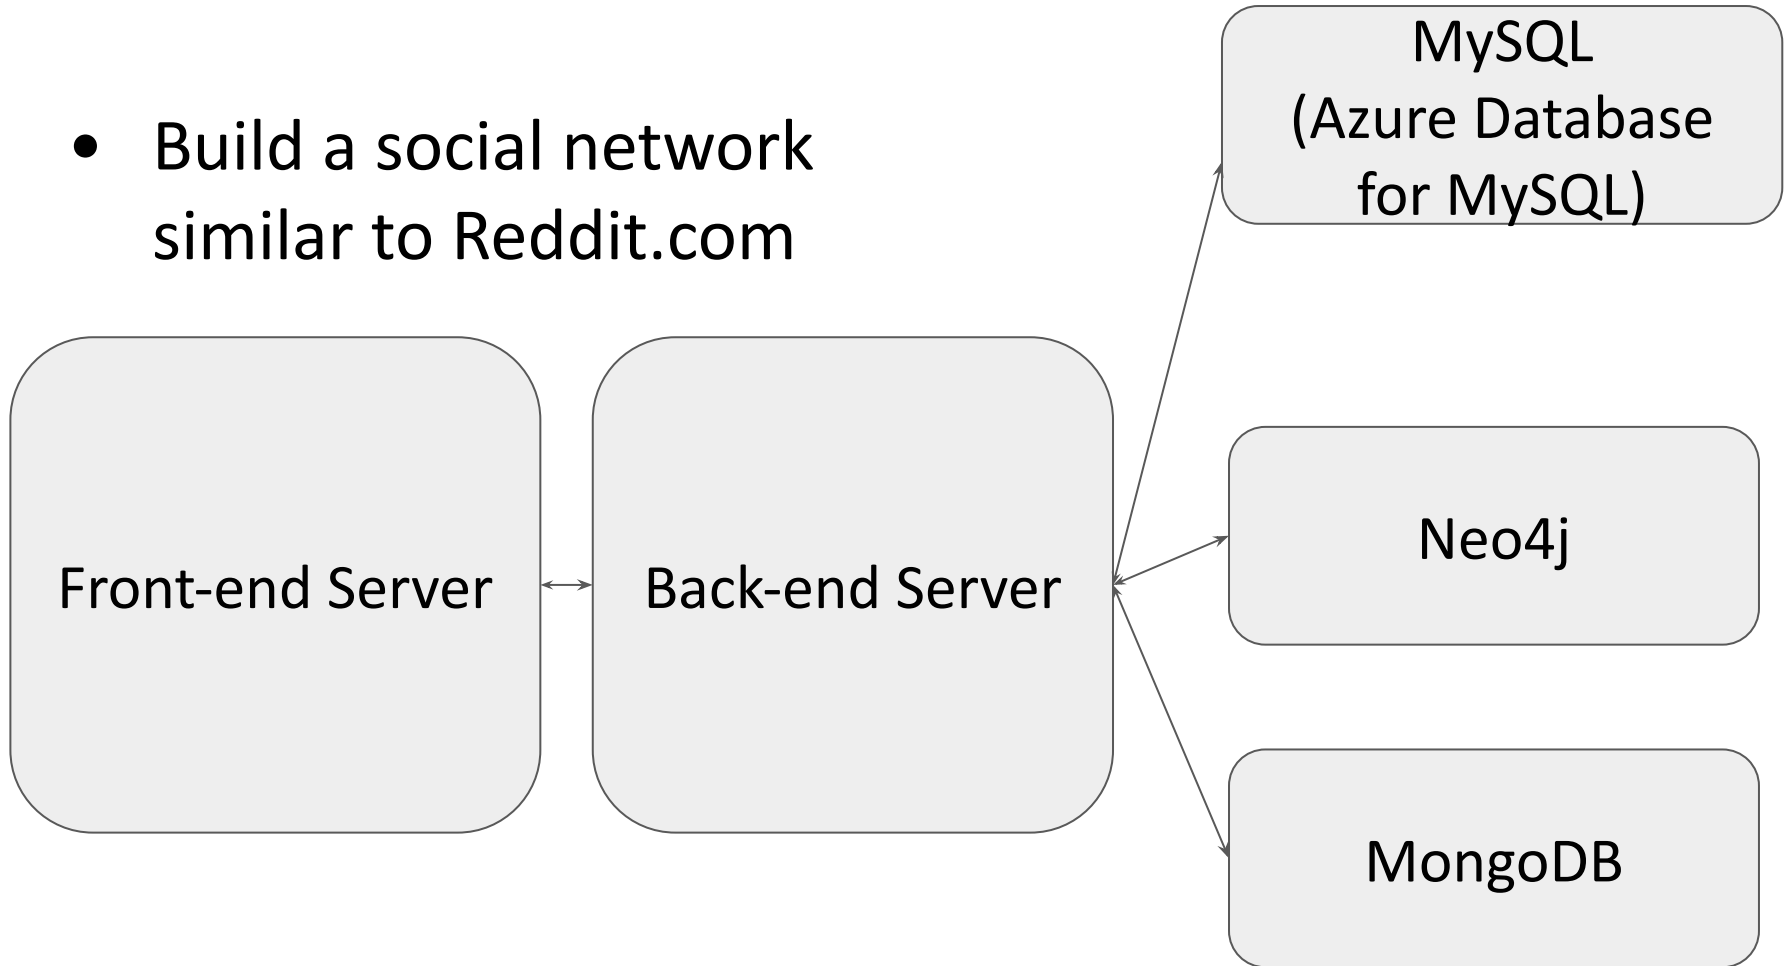 • Build a social network
similar to Reddit.com
MySQL
(Azure Database
for MySQL)
Front-end Server
Back-end Server
Neo4j
MongoDB